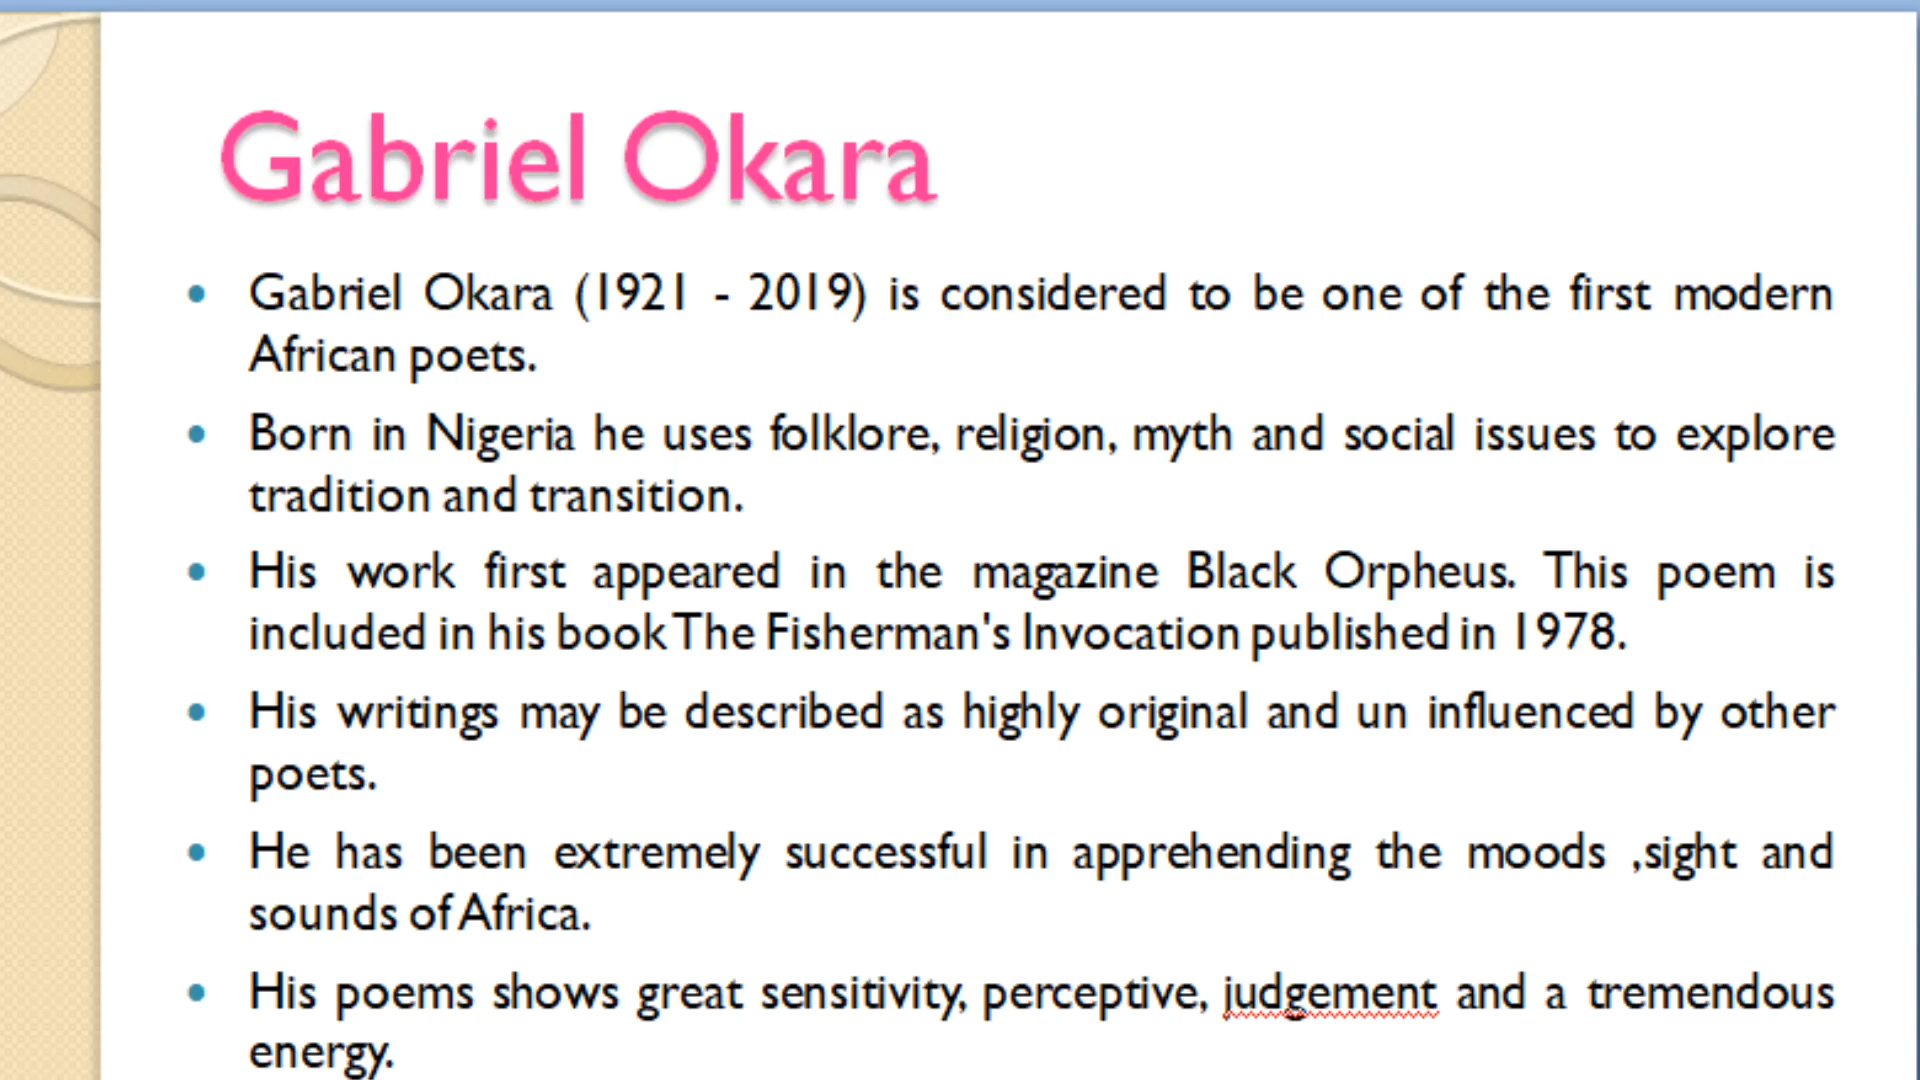 Gabriel Okara
• Gabriel Okara (1921 - 2019) is considered to be one of the first modern
African poets.
• Born in Nigeria he uses folklore, religion, myth and social issues to explore
tradition and transition.
• His work first appeared in the magazine Black Orpheus. This poem is
included in his book The Fisherman's Invocation published in 1978.
• His writings may be described as highly original and un influenced by other
poets.
• He has been extremely successful in apprehending the moods ,sight and
sounds of Africa.
• His poems shows great sensitivity, perceptive, judgement and a tremendous
energy.